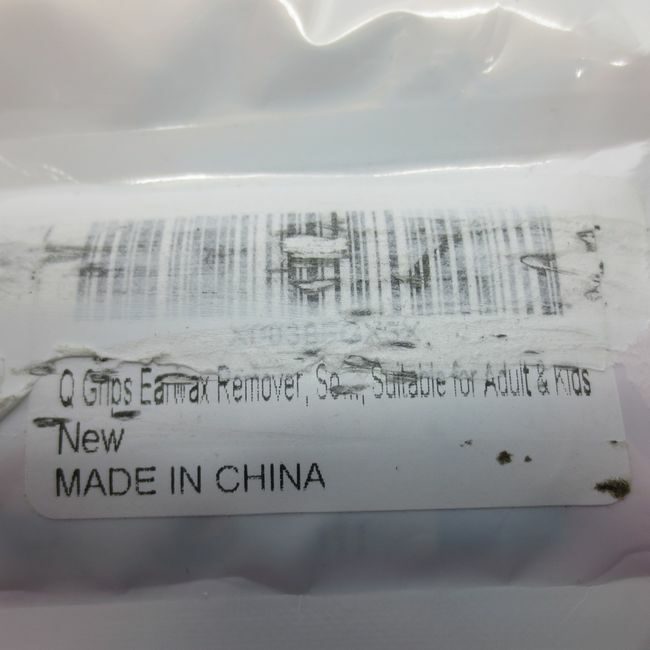 Q Grips Earwax Remover, Suitable for Adult & Kids
New
MADE IN CHINA